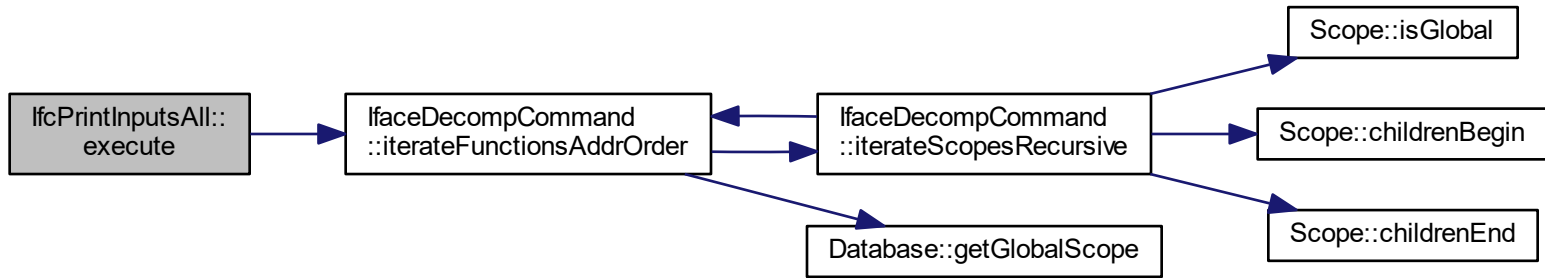 IfcPrintInputsAll::
execute
IfaceDecompCommand
::iterateFunctionsAddrOrder
IfaceDecompCommand
::iterateScopesRecursive
Scope::isGlobal
Scope::childrenBegin
Scope::childrenEnd
Database::getGlobalScope